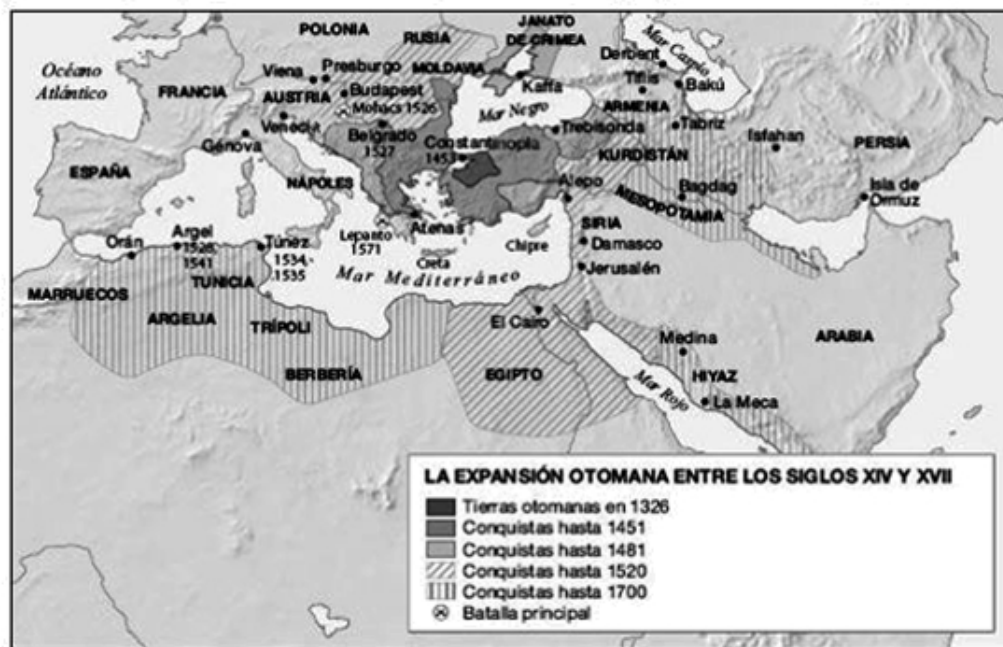 POLONIA
RUSIA
JANATO
DE CRIMEA
Mar Caspio
Océano
Atlántico
FRANCIA
Viena
Presburgo
MOLDAVIA
Derbent
AUSTRIA
Budapest
Mohacs 1526
Kaffa
Tiflis
Bakú
Venecia
Mar Negro
ARMENIA
Génova
Belgrado
1527
Constantinopla
1453
Trebisonda
Tabriz
Isfahan
PERSIA
ESPAÑA
NÁPOLES
KURDISTÁN
Alepo
Bagdag
MESOPOTAMIA
Isla de
Ormuz
Lepanto
1571
Atenas
SIRIA
Orán
Argel
1528,
1541
Túnez
1534,
1535
Creta
Chipre
Damasco
Mar Mediterráneo
Jerusalén
MARRUECOS
TUNICIA
ARGELIA
TRÍPOLI
El Cairo
Medina
ARABIA
BERBERÍA
EGIPTO
Mar Rojo
HIYAZ
La Meca
LA EXPANSIÓN OTOMANA ENTRE LOS SIGLOS XIV Y XVII
Tierras otomanas en 1326
Conquistas hasta 1451
Conquistas hasta 1481
Conquistas hasta 1520
Conquistas hasta 1700
Batalla principal